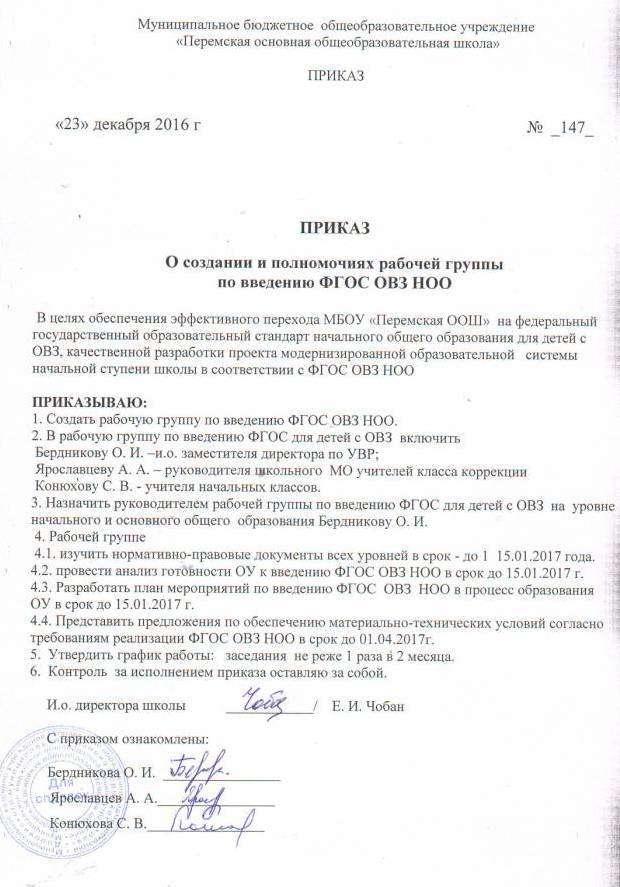 Муниципальное бюджетное общеобразовательное учреждение
«Перемская основная общеобразовательная школа»
ПРИКАЗ
«23» декабря 2016 г № _147_
ПРИКАЗ
О создании и полномочиях рабочей группы
по введению ФГОС ОВЗ НОО
В целях обеспечения эффективного перехода МБОУ «Перемская ООШ» на федеральный
государственный образовательный стандарт начального общего образования для детей с
ОВЗ, качественной разработки проекта модернизированной образовательной системы
начальной ступени школы в соответствии с ФГОС ОВЗ НОО
ПРИКАЗЫВАЮ:
1. Создать рабочую группу по введению ФГОС ОВЗ НОО.
2. В рабочую группу по введению ФГОС для детей с ОВЗ включить
Бердникову О. И. –и.о. заместителя директора по УВР;
Ярославцеву А. А. – руководителя школьного МО учителей класса коррекции
Конюхову С. В. - учителя начальных классов.
3. Назначить руководителем рабочей группы по введению ФГОС для детей с ОВЗ на уровне
начального и основного общего образования Бердникову О. И.
4. Рабочей группе
4.1. изучить нормативно-правовые документы всех уровней в срок - до 1 15.01.2017 года.
4.2. провести анализ готовности ОУ к введению ФГОС ОВЗ НОО в срок до 15.01.2017 г.
4.3. Разработать план мероприятий по введению ФГОС ОВЗ НОО в процесс образования
ОУ в срок до 15.01.2017 г.
4.4. Представить предложения по обеспечению материально-технических условий согласно
требованиям реализации ФГОС ОВЗ НОО в срок до 01.04.2017г.
5. Утвердить график работы: заседания не реже 1 раза в 2 месяца.
6. Контроль за исполнением приказа оставляю за собой.
И.о. директора школы ____________/ Е. И. Чобан
С приказом ознакомлены:
Бердникова О. И. ________________
Ярославцев А. А.________________
Конюхова С. В.________________
Для
справок